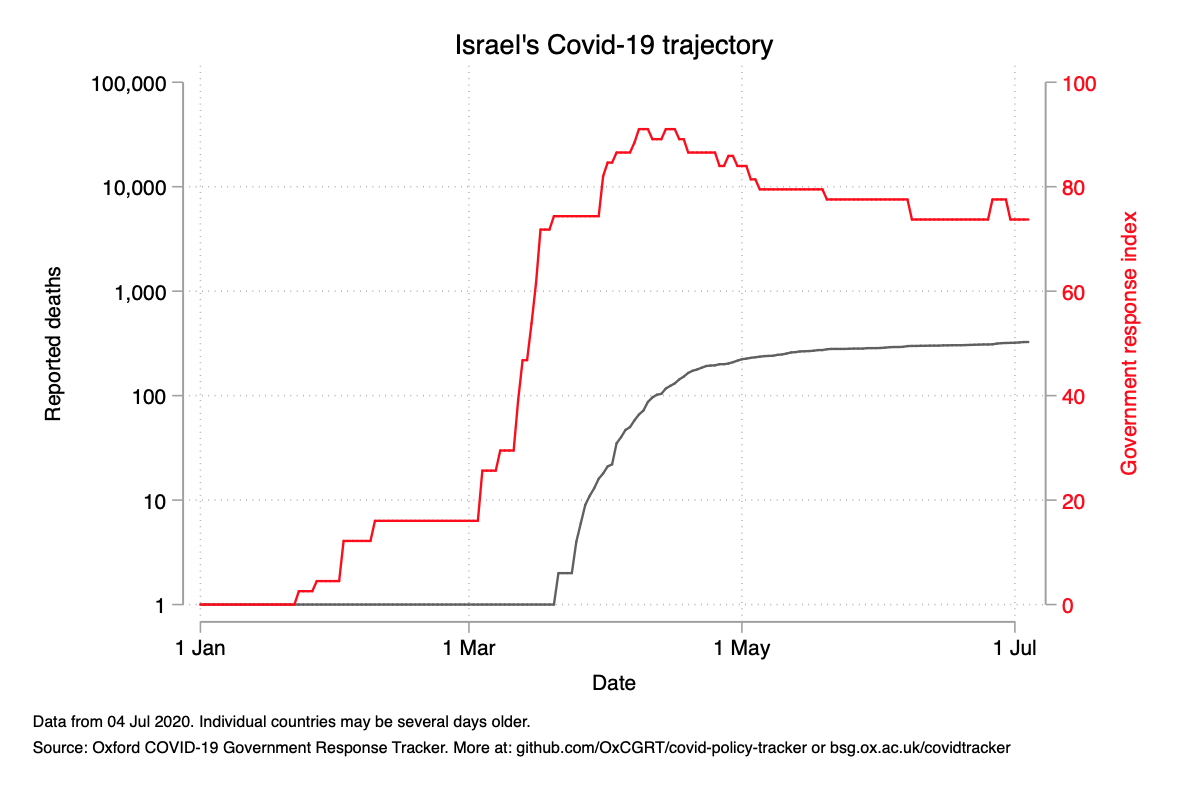 Israel's Covid-19 trajectory
100,000
10,000
1,000
100
10
1
Reported deaths
100
80
60
40
20
0
Government response index
1 Jan
1 Mar
1 May
1 Jul
Date
Data from 04 Jul 2020. Individual countries may be several days older.
Source: Oxford COVID-19 Government Response Tracker. More at: github.com/OxCGRT/covid-policy-tracker or bsg.ox.ac.uk/covidtracker